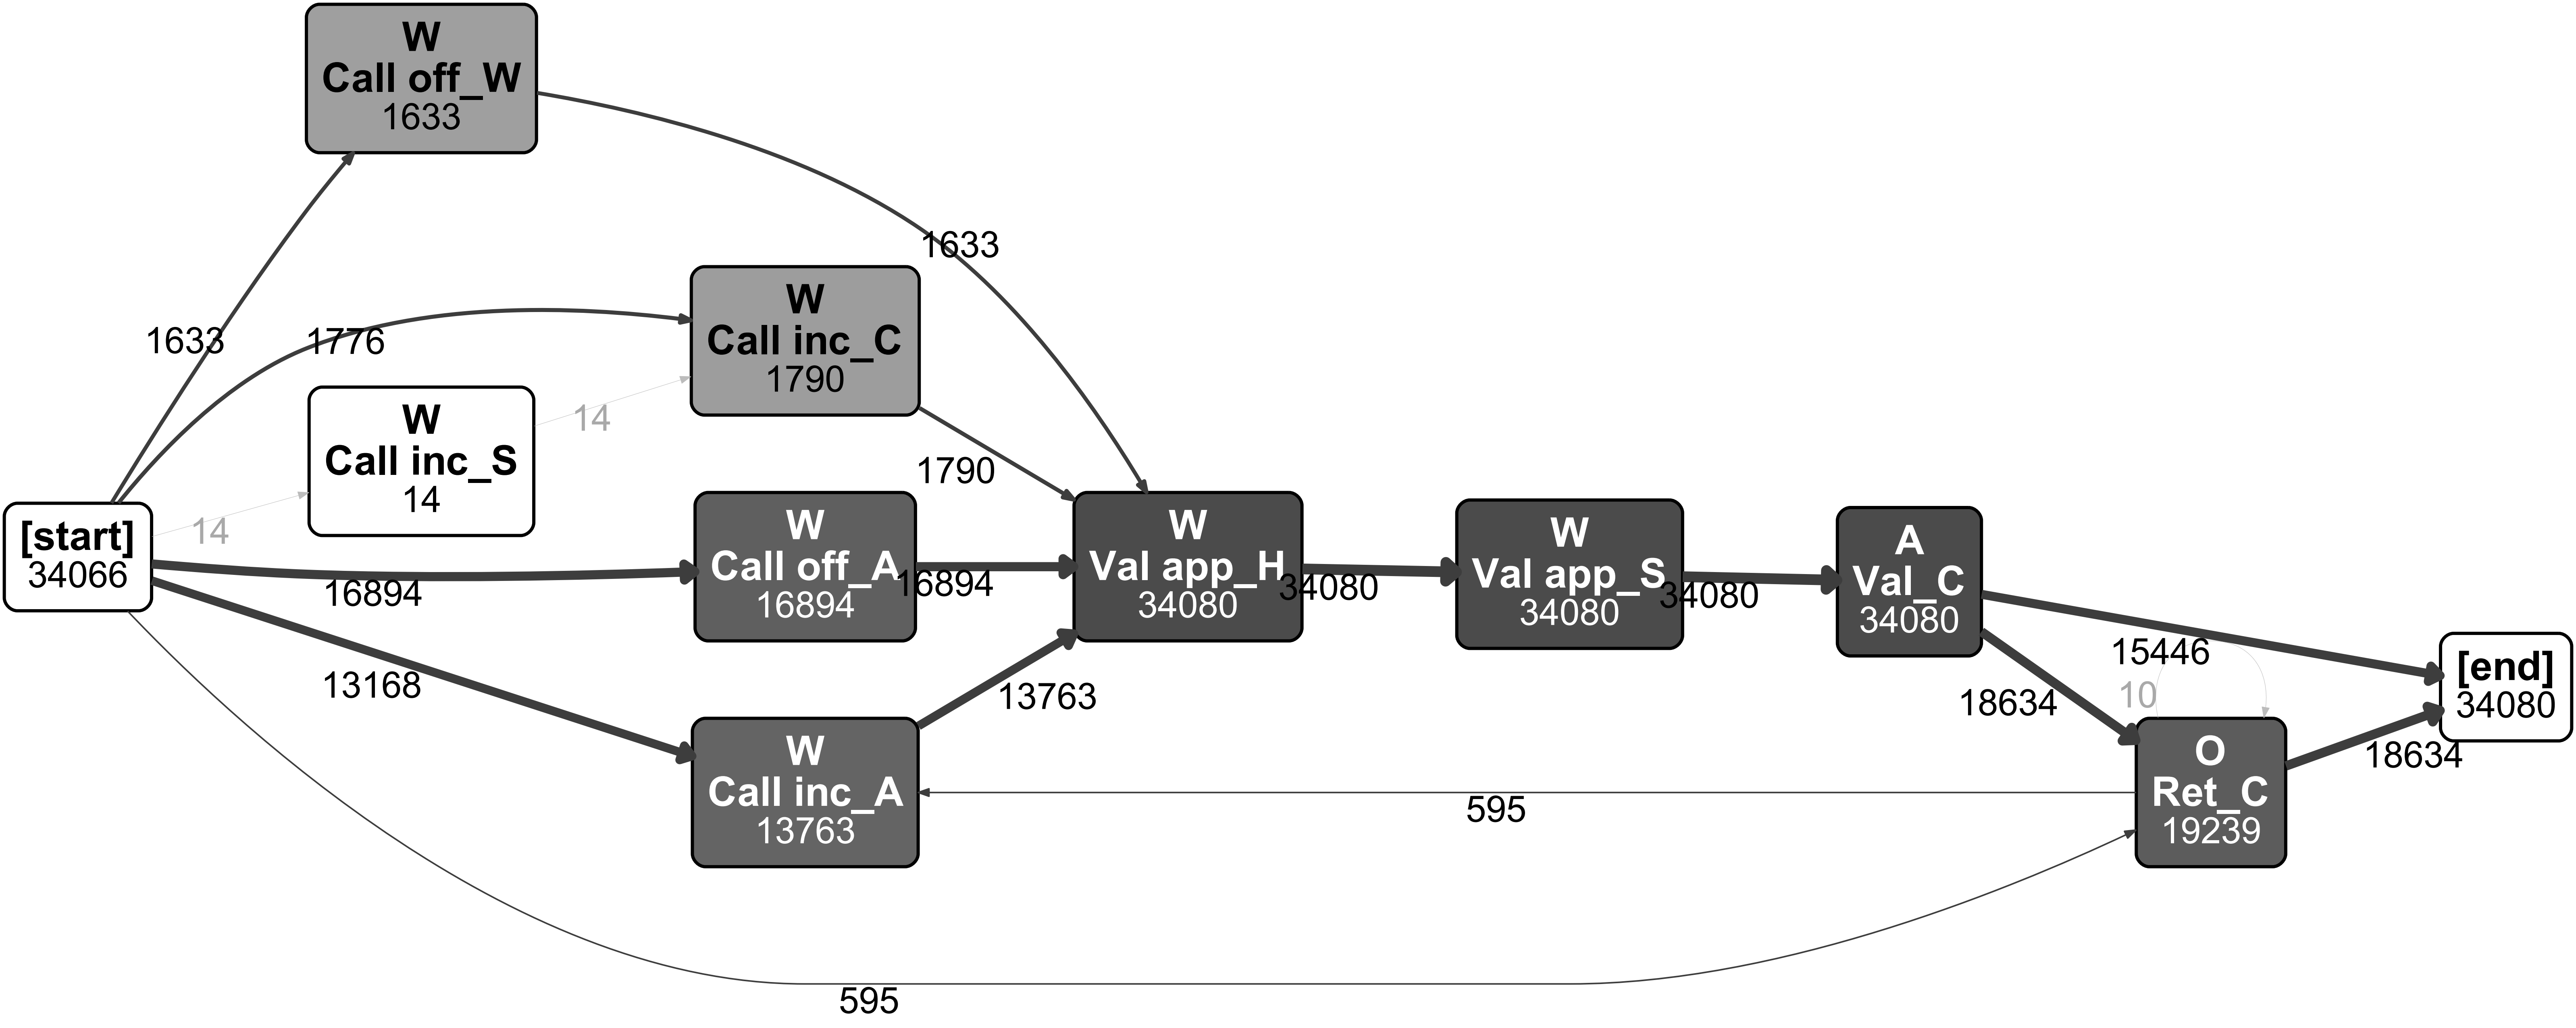 W
Call off_W
1633
1633
1633
W
Call inc_C
1790
1776
W
Call inc_S
14
14
14
1790
[start]
34066
W
Call off_A
16894
16894
16894
W
Val app_H
34080
34080
W
Val app_S
34080
34080
A
Val_C
34080
15446
10
18634
[end]
34080
18634
13168
13763
W
Call inc_A
13763
595
O
Ret_C
19239
595